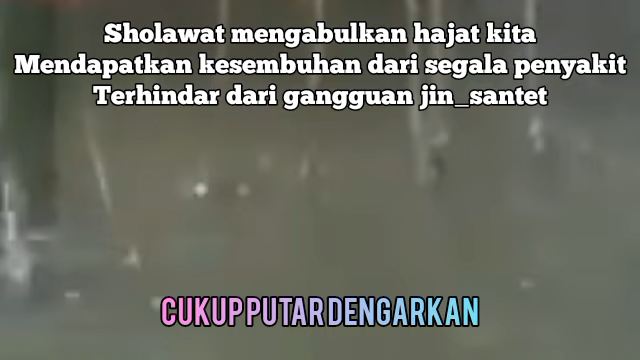 Sholawat mengabulkan hajat kita
Mendapatkan kesembuhan dari segala penyakit
Terhindar dari gangguan jin_santet
CUKUP PUTAR DENGARKAN